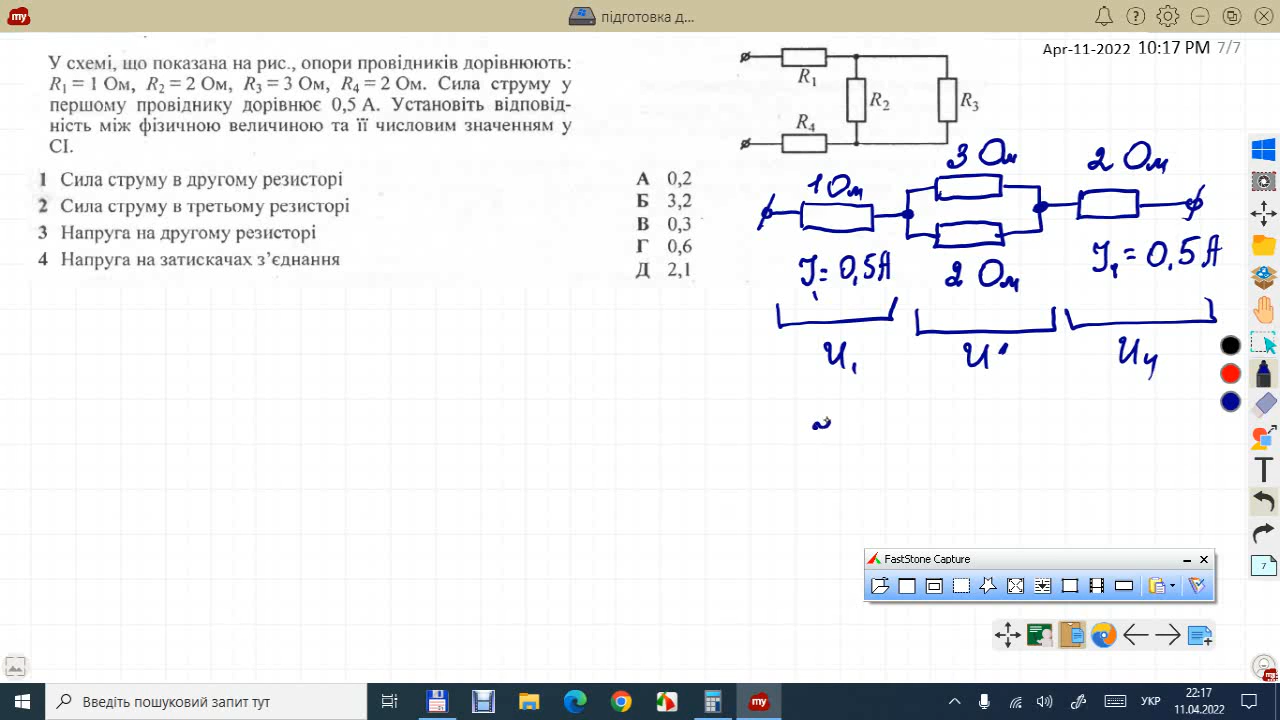 my
підготовка д...
Apr-11-2022 10:17 PM 7/7
У схемі, що показана на рис., опори провідників дорівнюють:
R₁ = 1 Ом, R₂ = 2 Ом, R₃ = 3 Ом, R₄ = 2 Ом. Сила струму у
першому провіднику дорівнює 0,5 А. Установіть відповід-
ність між фізичною величиною та її числовим значенням у
СІ.
1 Сила струму в другому резисторі
2 Сила струму в третьому резисторі
3 Напруга на другому резисторі
4 Напруга на затискачах з'єднання
А 0,2
Б 3,2
В 0,3
Г 0,6
Д 2,1
R₁
R₂
R₃
R₄
3 Ом
1 Ом
2 Ом
I₁ = 0,5 А
2 Ом
I₁ = 0,5 А
U₁
U'
U₄
T
7
FastStone Capture
Введіть пошуковий запит тут
my
УКР
22:17
11.04.2022